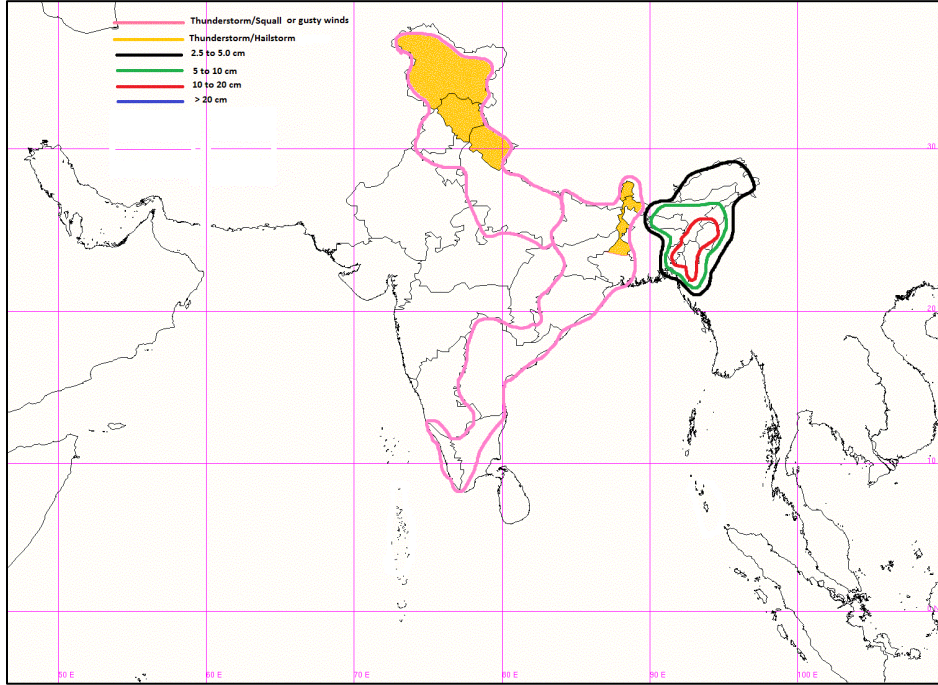 Thunderstorm/Squall or gusty winds
Thunderstorm/Hailstorm
2.5 to 5.0 cm
5 to 10 cm
10 to 20 cm
> 20 cm
30
20
10
50 E
60 E
70 E
80 E
90 E
100 E